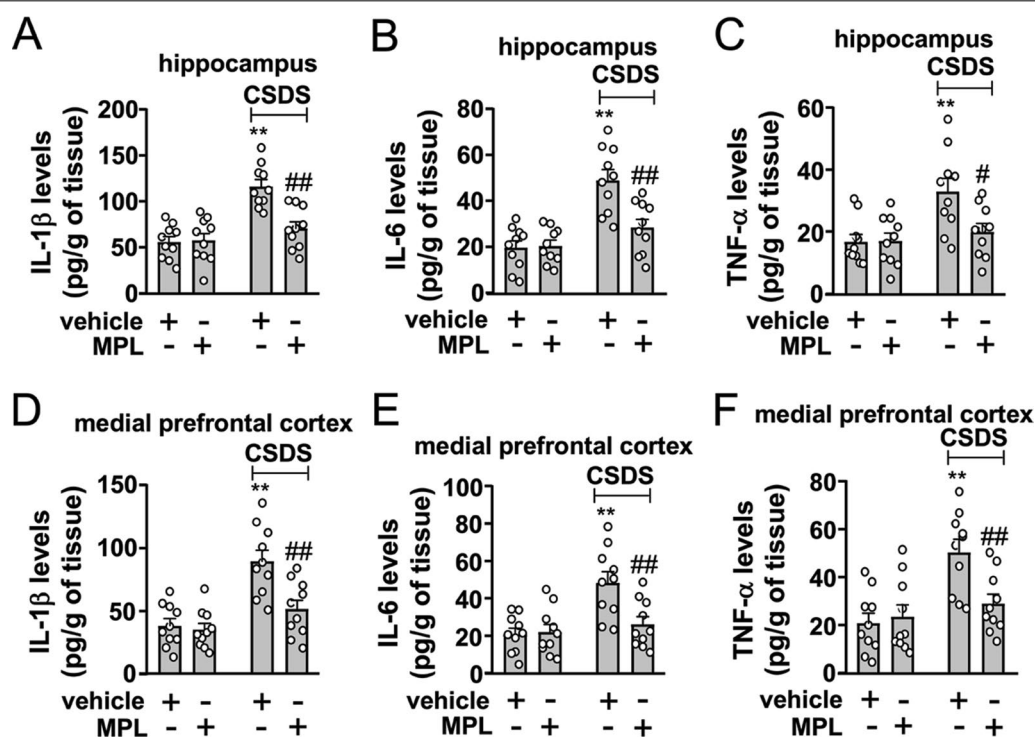 A
hippocampus
CSDS
IL-1β levels
(pg/g of tissue)
200
150
100
50
0
**
##
vehicle + - +  -
MPL - + - +
B
hippocampus
CSDS
IL-6 levels
(pg/g of tissue)
80
60
40
20
0
**
##
vehicle + - + -
MPL - + - +
C
hippocampus
CSDS
TNF-α levels
(pg/g of tissue)
60
40
20
0
**
#
vehicle + - + -
MPL - + - +
D
medial prefrontal cortex
CSDS
IL-1β levels
(pg/g of tissue)
150
100
50
0
**
##
vehicle + - + -
MPL - + - +
E
medial prefrontal cortex
CSDS
IL-6 levels
(pg/g of tissue)
100
80
60
40
20
0
**
##
vehicle + - + -
MPL - + - +
F
medial prefrontal cortex
CSDS
TNF-α levels
(pg/g of tissue)
80
60
40
20
0
**
##
vehicle + - + -
MPL - + - +